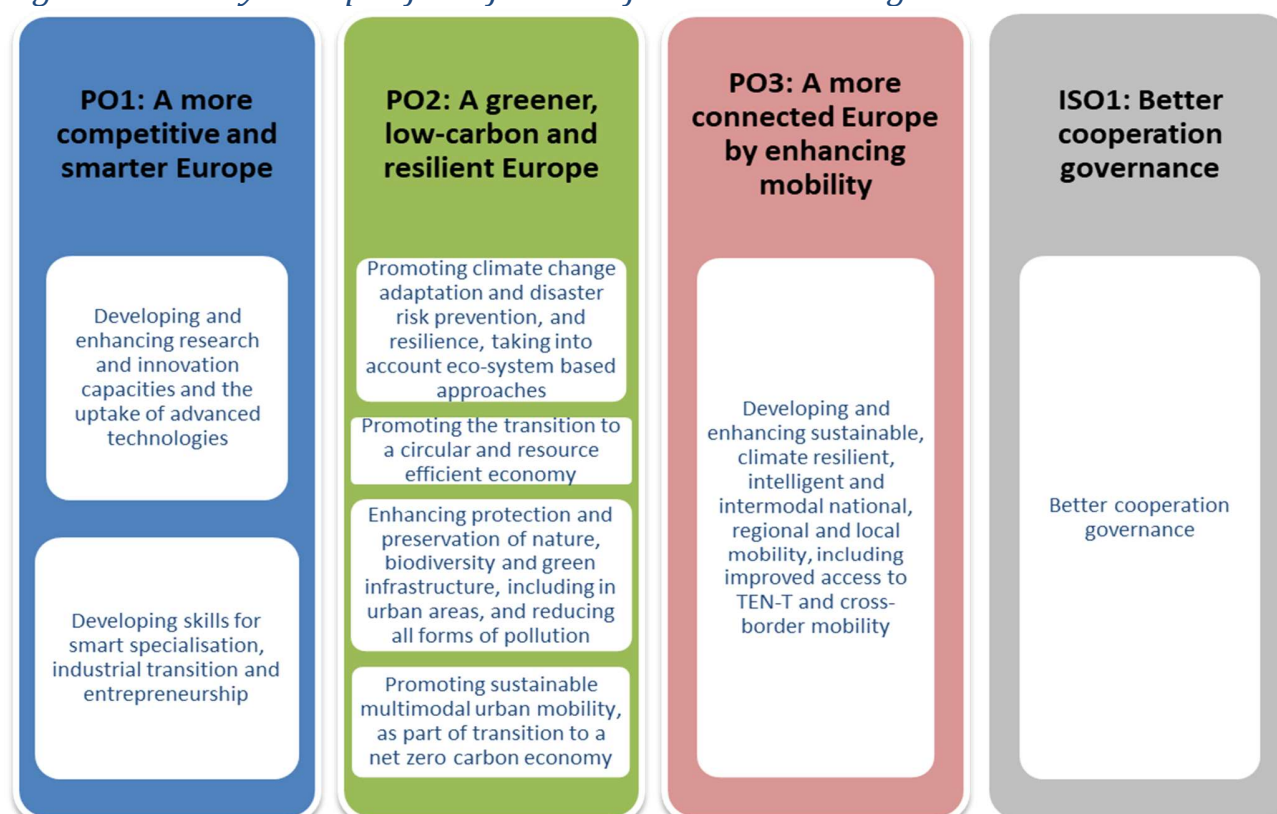 PO1: A more
competitive and
smarter Europe
Developing and
enhancing research
and innovation
capacities and the
uptake of advanced
technologies
Developing skills for
smart specialisation,
industrial transition and
entrepreneurship
PO2: A greener,
low-carbon and
resilient Europe
Promoting climate change
adaptation and disaster
risk prevention, and
resilience, taking into
account eco-system based
approaches
Promoting the transition to
a circular and resource
efficient economy
Enhancing protection and
preservation of nature,
biodiversity and green
infrastructure, including in
urban areas, and reducing
all forms of pollution
Promoting sustainable
multimodal urban mobility,
as part of transition to a
net zero carbon economy
PO3: A more
connected Europe
by enhancing
mobility
Developing and
enhancing sustainable,
climate resilient,
intelligent and
intermodal national,
regional and local
mobility, including
improved access to
TEN-T and cross-
border mobility
ISO1: Better
cooperation
governance
Better cooperation
governance